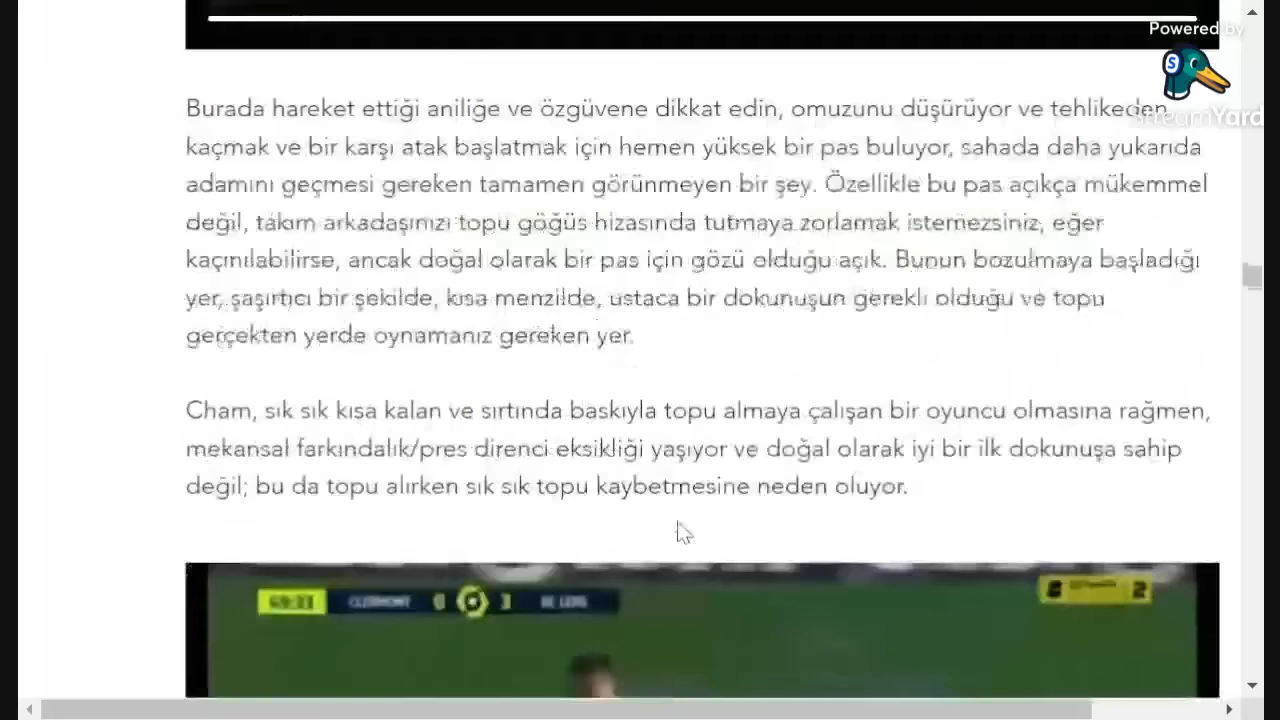 Powered by
StreamYard
Burada hareket ettiği aniliğe ve özgüvene dikkat edin, omuzunu düşürüyor ve tehlikeden
kaçmak ve bir karşı atak başlatmak için hemen yüksek bir pas buluyor, sahada daha yukarıda
adamını geçmesi gereken tamamen görünmeyen bir şey. Özellikle bu pas açıkça mükemmel
değil, takım arkadaşınızı topu göğüs hizasında tutmaya zorlamak istemezsiniz, eğer
kaçınılabilirse, ancak doğal olarak bir pas için gözü olduğu açık. Bunun bozulmaya başladığı
yer, şaşırtıcı bir şekilde, kısa menzilde, ustaca bir dokunuşun gerekli olduğu ve topu
gerçekten yerde oynamanız gereken yer.
Cham, sık sık kısa kalan ve sırtında baskıyla topu almaya çalışan bir oyuncu olmasına rağmen,
mekansal farkındalık/pres direnci eksikliği yaşıyor ve doğal olarak iyi bir ilk dokunuşa sahip
değil; bu da topu alırken sık sık topu kaybetmesine neden oluyor.
CLERMONT 0 3 RC LENS 2